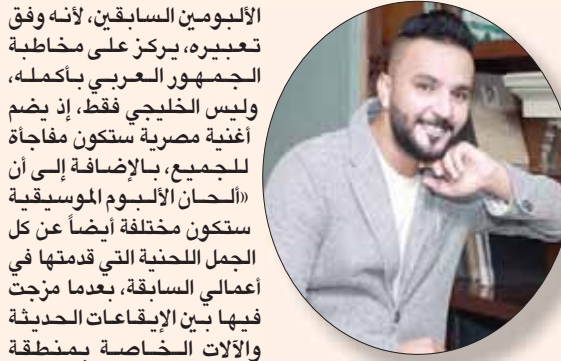 الألبومين السابقين، لأنه وفق
تعبيره، يركز على مخاطبة
الجمهور العربي بأكمله،
وليس الخليجي فقط، إذ يضم
أغنية مصرية ستكون مفاجأة
للجميع، بالإضافة إلى أن
«ألحان الألبوم الموسيقية
ستكون مختلفة أيضاً عن كل
الجمل اللحنية التي قدمتها في
أعمالي السابقة، بعدما مزجت
فيها بين الإيقاعات الحديثة
والآلات الخاصة بمنطقة